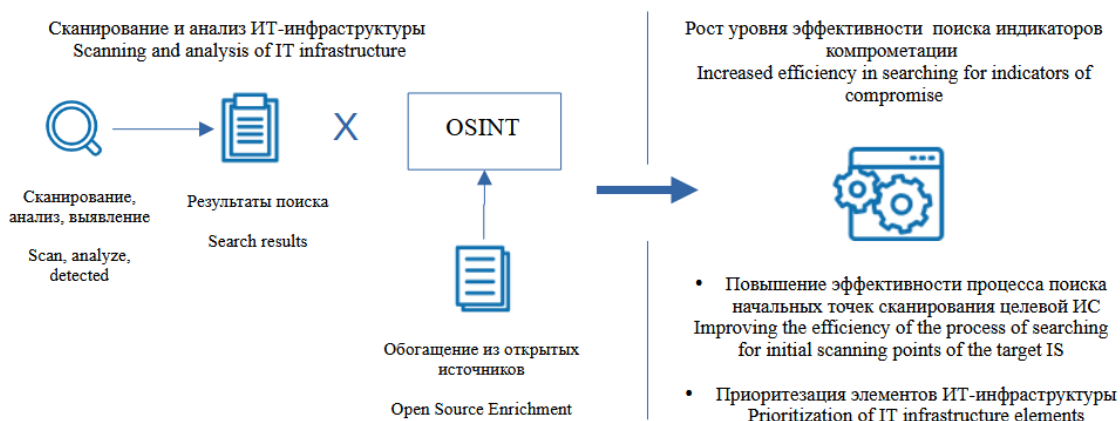 Сканирование и анализ ИТ-инфраструктуры
Scanning and analysis of IT infrastructure
X
OSINT
Сканирование,
анализ, выявление
Scan, analyze,
detected
Результаты поиска
Search results
Обогащение из открытых
источников
Open Source Enrichment
Рост уровня эффективности поиска индикаторов
компрометации
Increased efficiency in searching for indicators of
compromise
• Повышение эффективности процесса поиска
начальных точек сканирования целевой ИС
Improving the efficiency of the process of searching
for initial scanning points of the target IS
• Приоритезация элементов ИТ-инфраструктуры
Prioritization of IT infrastructure elements